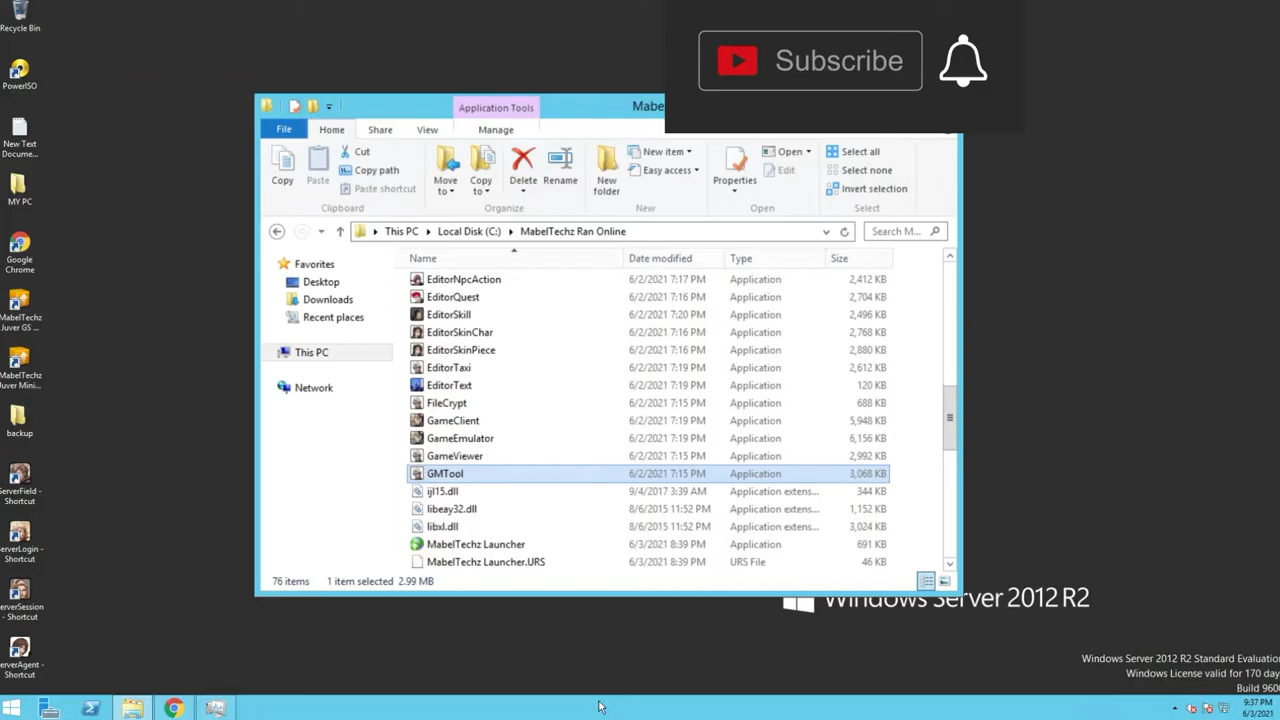 Recycle Bin
PowerISO
New Text
Docume...
MY PC
Google
Chrome
MabelTechz
Juver GS ...
MabelTechz
Juver Mini...
backup
ServerField -
Shortcut
ServerLogin -
Shortcut
ServerSession
- Shortcut
ServerAgent -
Shortcut
Subscribe
Application Tools
Mabe
File
Home
Share
View
Manage
Copy
Paste
Cut
Copy path
Paste shortcut
Clipboard
Move
to
Copy
to
Delete
Rename
Organize
New
folder
New item
Easy access
New
Properties
Open
Edit
Open
Select all
Select none
Invert selection
Select
This PC
Local Disk (C:)
MabelTechz Ran Online
Search M...
Favorites
Desktop
Downloads
Recent places
This PC
Network
Name Date modified Type Size
EditorNpcAction 6/2/2021 7:17 PM Application 2,412 KB
EditorQuest 6/2/2021 7:16 PM Application 2,704 KB
EditorSkill 6/2/2021 7:20 PM Application 2,496 KB
EditorSkinChar 6/2/2021 7:16 PM Application 2,768 KB
EditorSkinPiece 6/2/2021 7:16 PM Application 2,880 KB
EditorTaxi 6/2/2021 7:19 PM Application 2,612 KB
EditorText 6/2/2021 7:19 PM Application 120 KB
FileCrypt 6/2/2021 7:15 PM Application 688 KB
GameClient 6/2/2021 7:19 PM Application 5,948 KB
GameEmulator 6/2/2021 7:19 PM Application 6,156 KB
GameViewer 6/2/2021 7:15 PM Application 2,992 KB
GMTool 6/2/2021 7:15 PM Application 3,068 KB
ijl15.dll 9/4/2017 3:39 AM Application extens... 344 KB
libeay32.dll 8/6/2015 11:52 PM Application extens... 1,152 KB
libxl.dll 8/6/2015 11:52 PM Application extens... 3,024 KB
MabelTechz Launcher 6/3/2021 8:39 PM Application 691 KB
MabelTechz Launcher.URS 6/3/2021 8:39 PM URS File 46 KB
76 items 1 item selected 2.99 MB
Windows Server 2012 R2
Windows Server 2012 R2 Standard Evaluatio
Windows License valid for 170 day
Build 960
9:37 PM
6/3/2021